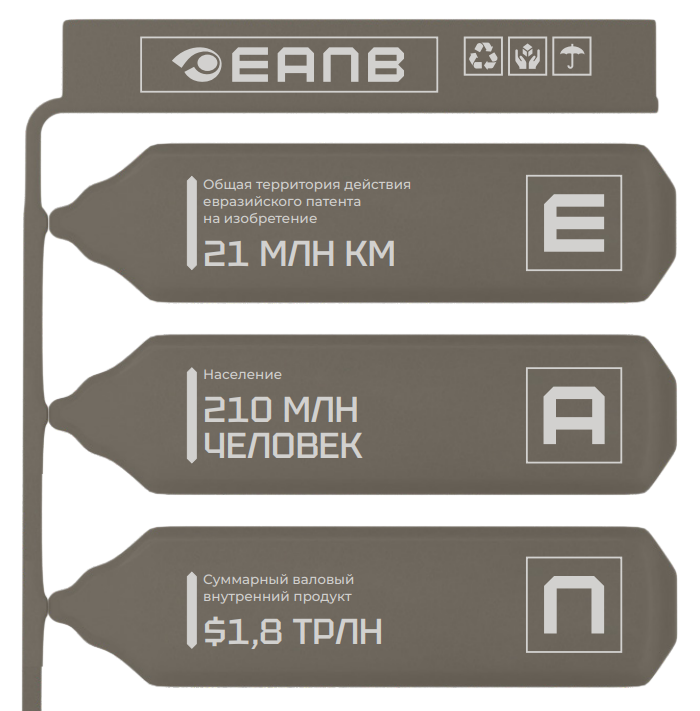 ЕАПВ
Общая территория действия
евразийского патента
на изобретение
21 МЛН КМ
Е
Население
210 МЛН
ЧЕЛОВЕК
А
Суммарный валовый
внутренний продукт
$1,8 ТРЛН
П